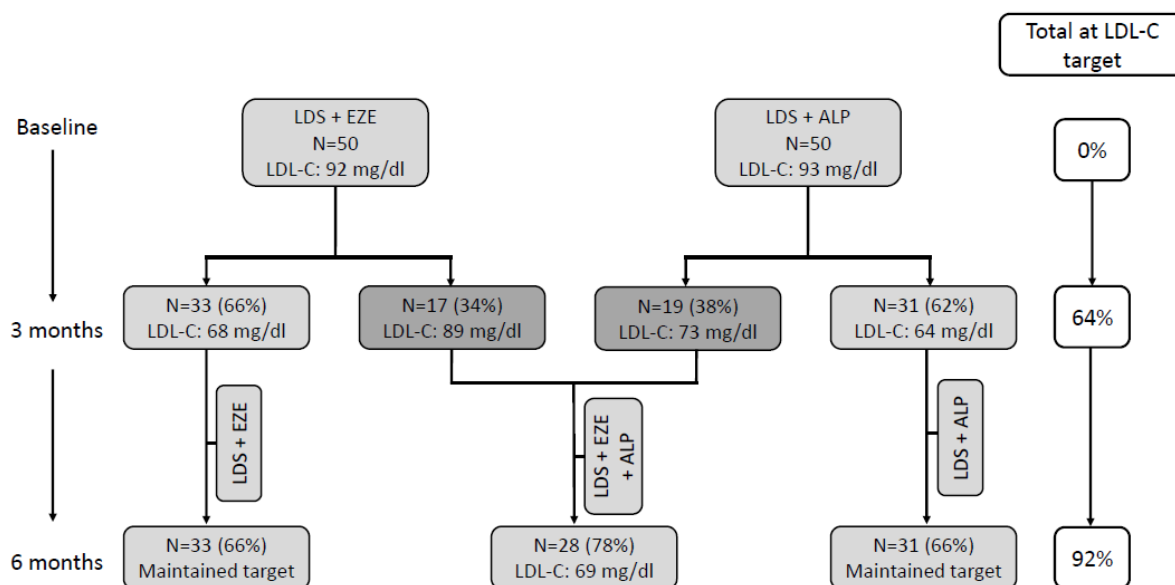 Total at LDL-C
target
Baseline
LDS + EZE
N=50
LDL-C: 92 mg/dl
LDS + ALP
N=50
LDL-C: 93 mg/dl
0%
3 months
N=33 (66%)
LDL-C: 68 mg/dl
N=17 (34%)
LDL-C: 89 mg/dl
N=19 (38%)
LDL-C: 73 mg/dl
N=31 (62%)
LDL-C: 64 mg/dl
64%
LDS + EZE
LDS + EZE
+ ALP
LDS + ALP
6 months
N=33 (66%)
Maintained target
N=28 (78%)
LDL-C: 69 mg/dl
N=31 (66%)
Maintained target
92%